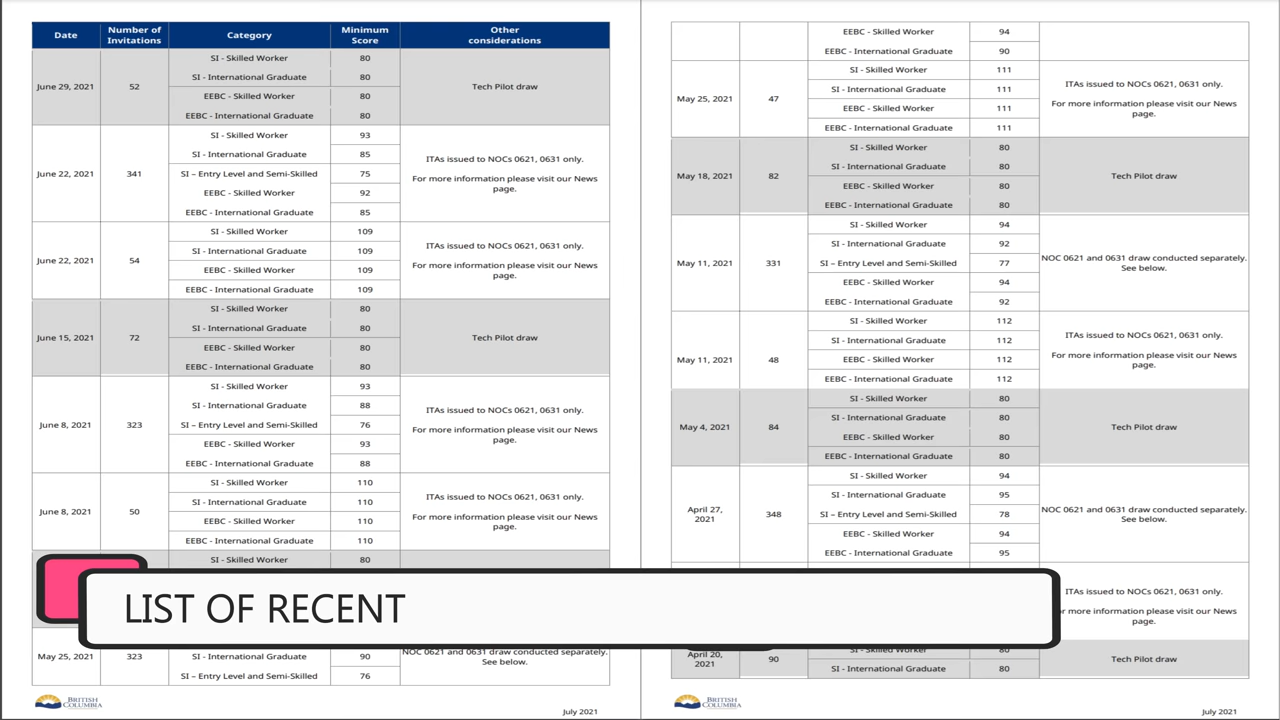 Date
Number of
Invitations
Category
Minimum
Score
Other
considerations
June 29, 2021
52
SI - Skilled Worker
80
SI - International Graduate
80
EEBC - Skilled Worker
80
EEBC - International Graduate
80
Tech Pilot draw
June 22, 2021
341
SI - Skilled Worker
93
SI - International Graduate
85
SI – Entry Level and Semi-Skilled
75
EEBC - Skilled Worker
92
EEBC - International Graduate
85
ITAs issued to NOCs 0621, 0631 only.
For more information please visit our News
page.
June 22, 2021
54
SI - Skilled Worker
109
SI - International Graduate
109
EEBC - Skilled Worker
109
EEBC - International Graduate
109
ITAs issued to NOCs 0621, 0631 only.
For more information please visit our News
page.
June 15, 2021
72
SI - Skilled Worker
80
SI - International Graduate
80
EEBC - Skilled Worker
80
EEBC - International Graduate
80
Tech Pilot draw
June 8, 2021
323
SI - Skilled Worker
93
SI - International Graduate
88
SI – Entry Level and Semi-Skilled
76
EEBC - Skilled Worker
93
EEBC - International Graduate
88
ITAs issued to NOCs 0621, 0631 only.
For more information please visit our News
page.
June 8, 2021
50
SI - Skilled Worker
110
SI - International Graduate
110
EEBC - Skilled Worker
110
EEBC - International Graduate
110
ITAs issued to NOCs 0621, 0631 only.
For more information please visit our News
page.
SI - Skilled Worker
80
May 25, 2021
323
SI - International Graduate
90
SI – Entry Level and Semi-Skilled
76
NOC 0621 and 0631 draw conducted separately.
See below.
BRITISH
COLUMBIA
July 2021
EEBC - Skilled Worker
94
EEBC - International Graduate
90
May 25, 2021
47
SI - Skilled Worker
111
SI - International Graduate
111
EEBC - Skilled Worker
111
EEBC - International Graduate
111
ITAs issued to NOCs 0621, 0631 only.
For more information please visit our News
page.
May 18, 2021
82
SI - Skilled Worker
80
SI - International Graduate
80
EEBC - Skilled Worker
80
EEBC - International Graduate
80
Tech Pilot draw
May 11, 2021
331
SI - Skilled Worker
94
SI - International Graduate
92
SI – Entry Level and Semi-Skilled
77
EEBC - Skilled Worker
94
EEBC - International Graduate
92
NOC 0621 and 0631 draw conducted separately.
See below.
May 11, 2021
48
SI - Skilled Worker
112
SI - International Graduate
112
EEBC - Skilled Worker
112
EEBC - International Graduate
112
ITAs issued to NOCs 0621, 0631 only.
For more information please visit our News
page.
May 4, 2021
84
SI - Skilled Worker
80
SI - International Graduate
80
EEBC - Skilled Worker
80
EEBC - International Graduate
80
Tech Pilot draw
April 27,
2021
348
SI - Skilled Worker
94
SI - International Graduate
95
SI – Entry Level and Semi-Skilled
78
EEBC - Skilled Worker
94
EEBC - International Graduate
95
NOC 0621 and 0631 draw conducted separately.
See below.
ITAs issued to NOCs 0621, 0631 only.
more information please visit our News
page.
April 20,
2021
90
SI - Skilled Worker
80
SI - International Graduate
80
Tech Pilot draw
BRITISH
COLUMBIA
July 2021
LIST OF RECENT